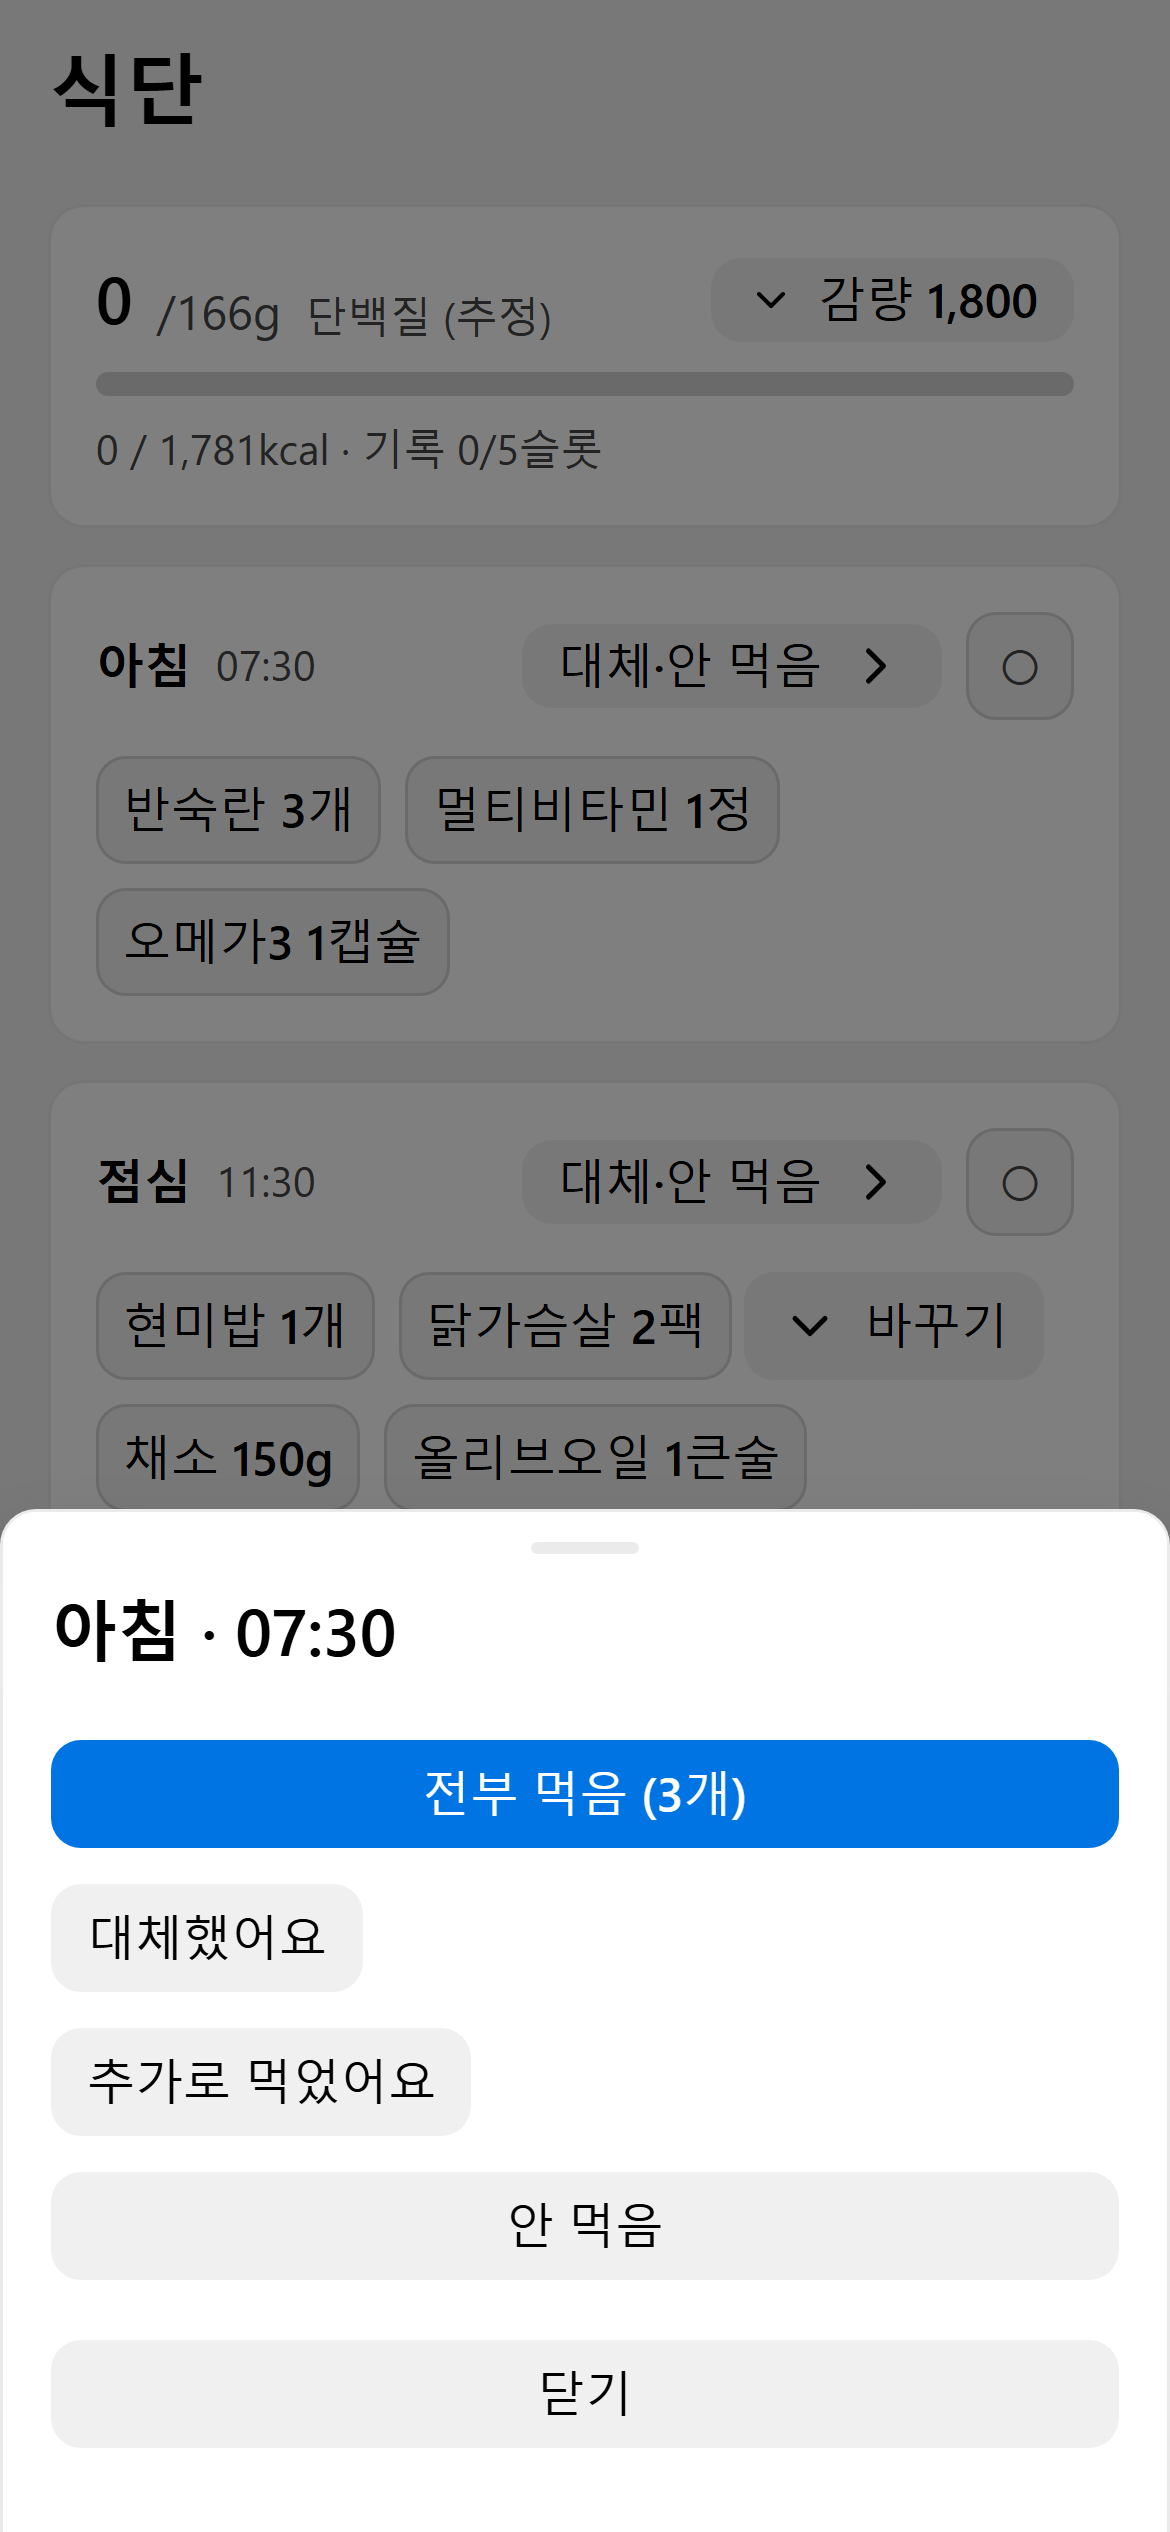 식단
0 /166g 단백질 (추정) 감량 1,800
0 / 1,781kcal · 기록 0/5슬롯
아침 07:30 대체·안 먹음
반숙란 3개 멀티비타민 1정
오메가3 1캡슐
점심 11:30 대체·안 먹음
현미밥 1개 닭가슴살 2팩 바꾸기
채소 150g 올리브오일 1큰술
아침 · 07:30
전부 먹음 (3개)
대체했어요
추가로 먹었어요
안 먹음
닫기